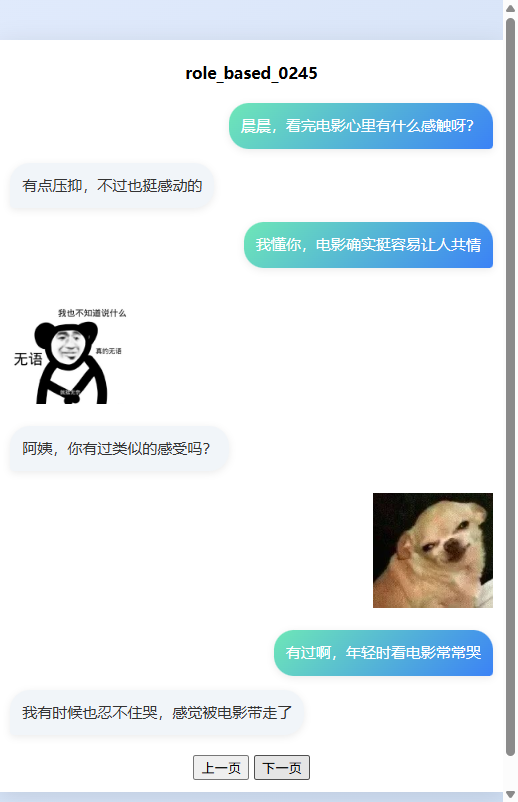 role_based_0245
晨晨，看完电影心里有什么感触呀？
有点压抑，不过也挺感动的
我懂你，电影确实挺容易让人共情
我也不知道说什么
无语
真的无语
阿姨，你有过类似的感受吗？
有过啊，年轻时看电影常常哭
我有时候也忍不住哭，感觉被电影带走了
上一页
下一页